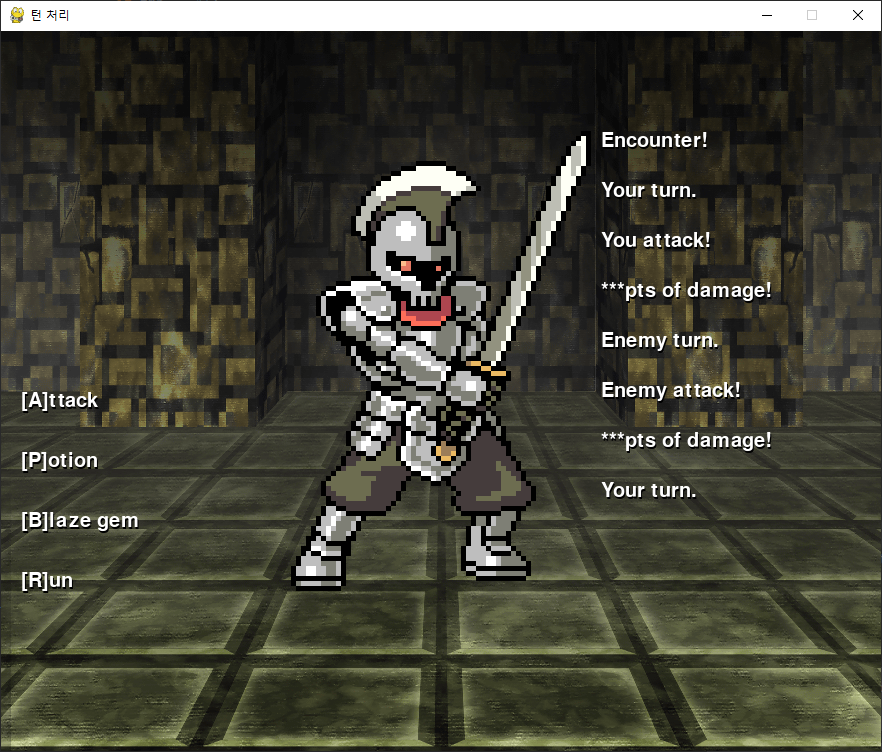 턴 처리
Encounter!
Your turn.
You attack!
***pts of damage!
Enemy turn.
Enemy attack!
***pts of damage!
Your turn.
[A]ttack
[P]otion
[B]laze gem
[R]un